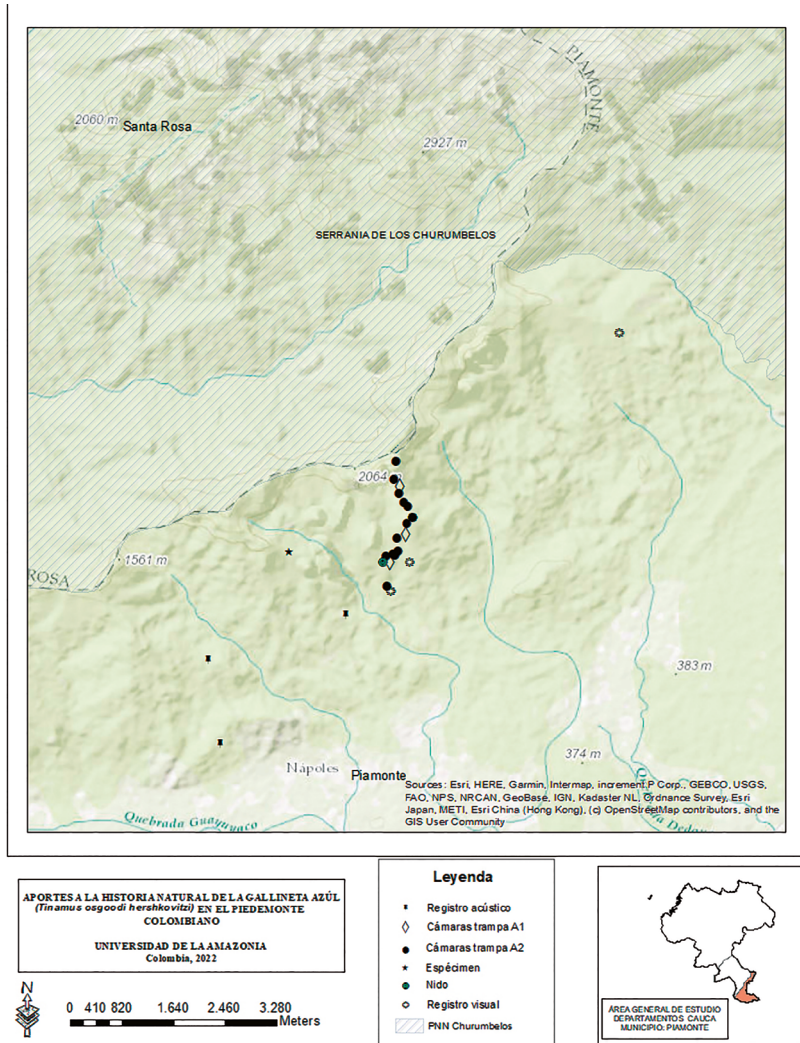 PIAMONTE
2060 m
Santa Rosa
2927 m
SERRANIA DE LOS CHURUMBELOS
2064 m
1561 m
ROSA
383 m
374 m
Nápoles
Piamonte
Sources: Esri, HERE, Garmin, Intermap, increment P Corp., GEBCO, USGS,
FAO, NPS, NRCAN, GeoBase, IGN, Kadaster NL, Ordnance Survey, Esri
Japan, METI, Esri China (Hong Kong), (c) OpenStreetMap contributors, and the
GIS User Community
Quebrada Guayuyaco
APORTES A LA HISTORIA NATURAL DE LA GALLINETA AZÚL
(Tinamus osgoodi hershkovitzi) EN EL PIEDEMONTE
COLOMBIANO
UNIVERSIDAD DE LA AMAZONIA
Colombia, 2022
N
0 410 820 1.640 2.460 3.280
Meters
Leyenda
Registro acústico
Cámaras trampa A1
Cámaras trampa A2
Espécimen
Nido
Registro visual
PNN Churumbelos
ÁREA GENERAL DE ESTUDIO
DEPARTAMENTOS CAUCA
MUNICIPIO: PIAMONTE